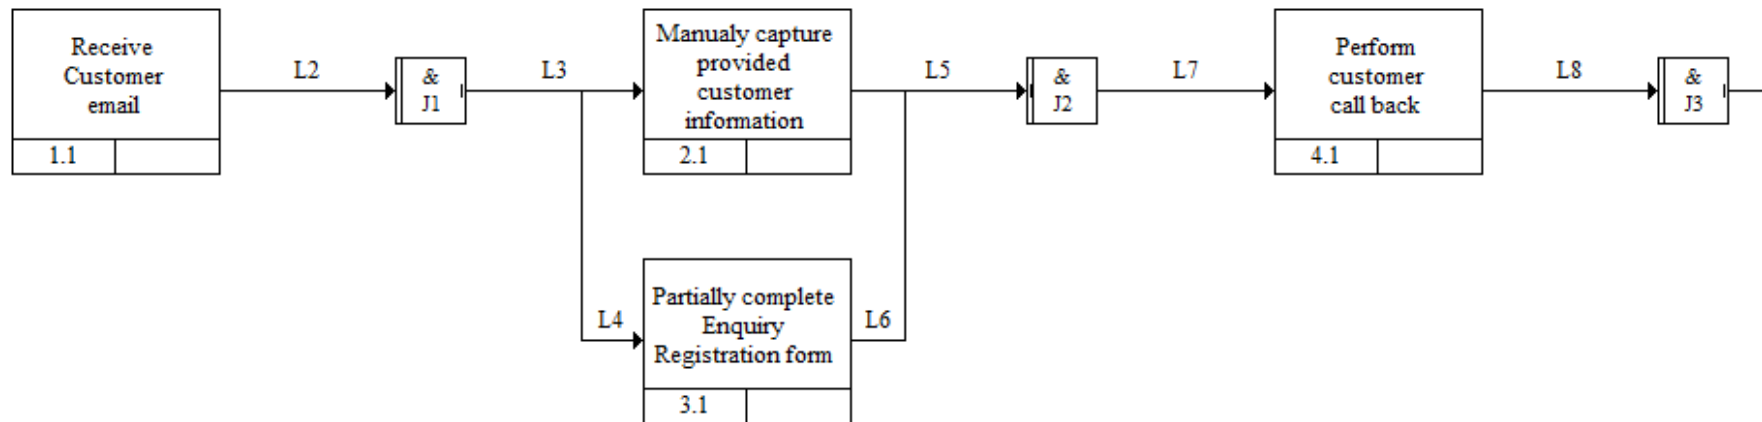 Receive
Customer
email
1.1
L2
&
J1
L3
Manualy capture
provided
customer
information
2.1
L4
Partially complete
Enquiry
Registration form
3.1
L5
L6
&
J2
L7
Perform
customer
call back
4.1
L8
&
J3